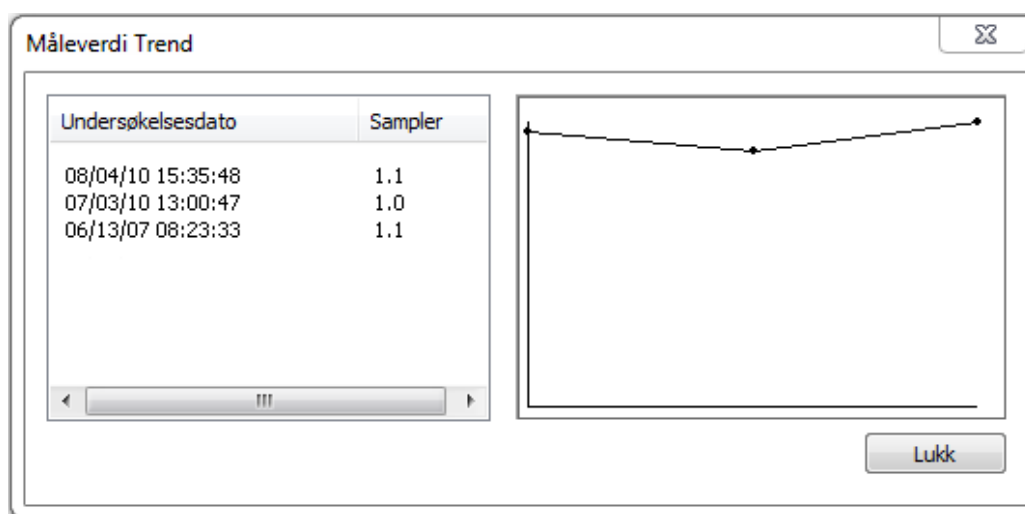 Måleverdi Trend
Undersøkelsesdato Sampler
08/04/10 15:35:48 1.1
07/03/10 13:00:47 1.0
06/13/07 08:23:33 1.1
Lukk